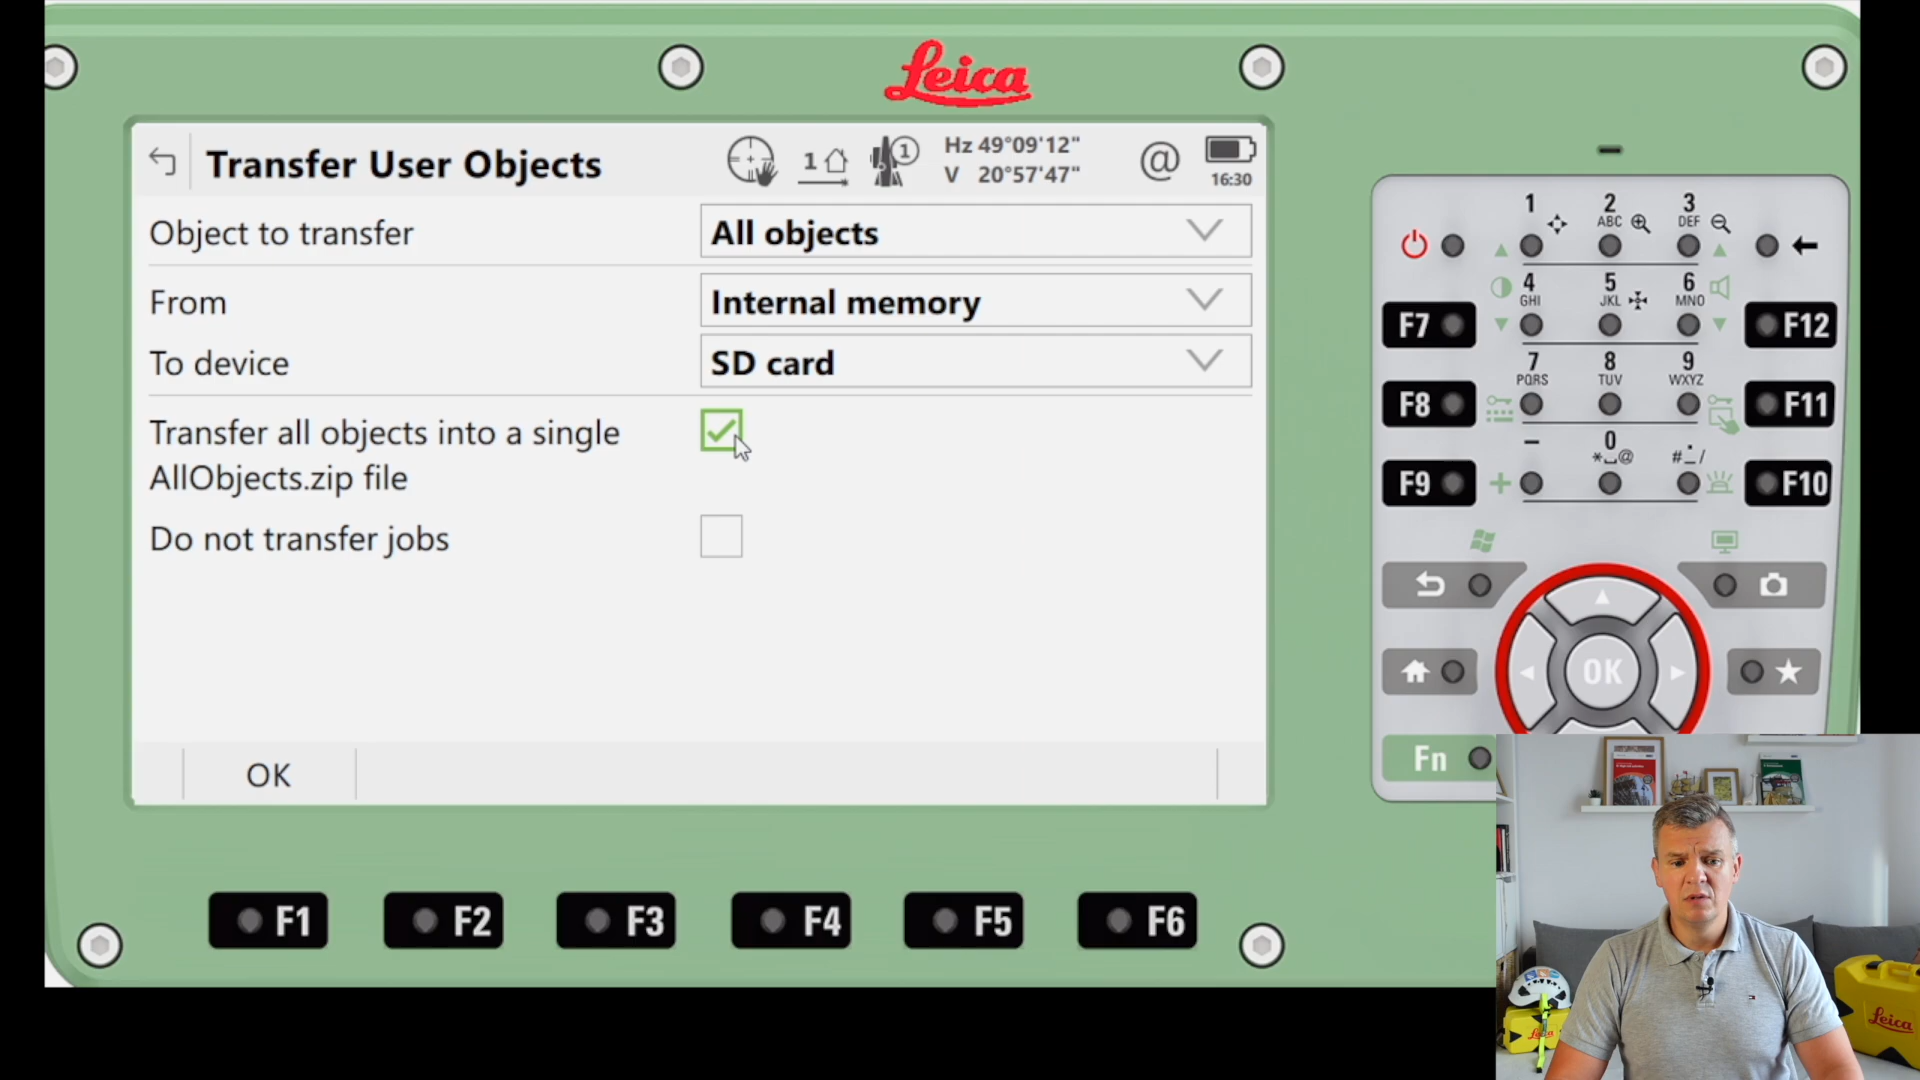 Leica
Transfer User Objects
1
1
Hz 49°09'12"
V 20°57'47"
@
16:30
Object to transfer
All objects
From
Internal memory
To device
SD card
Transfer all objects into a single
AllObjects.zip file
Do not transfer jobs
OK
F1
F2
F3
F4
F5
F6
1
2
ABC
3
DEF
4
GHI
5
JKL
6
MNO
F7
F12
7
PQRS
8
TUV
9
WXYZ
F8
F11
0
*⎵@
#./
F9
F10
OK
Fn
Leica
Leica